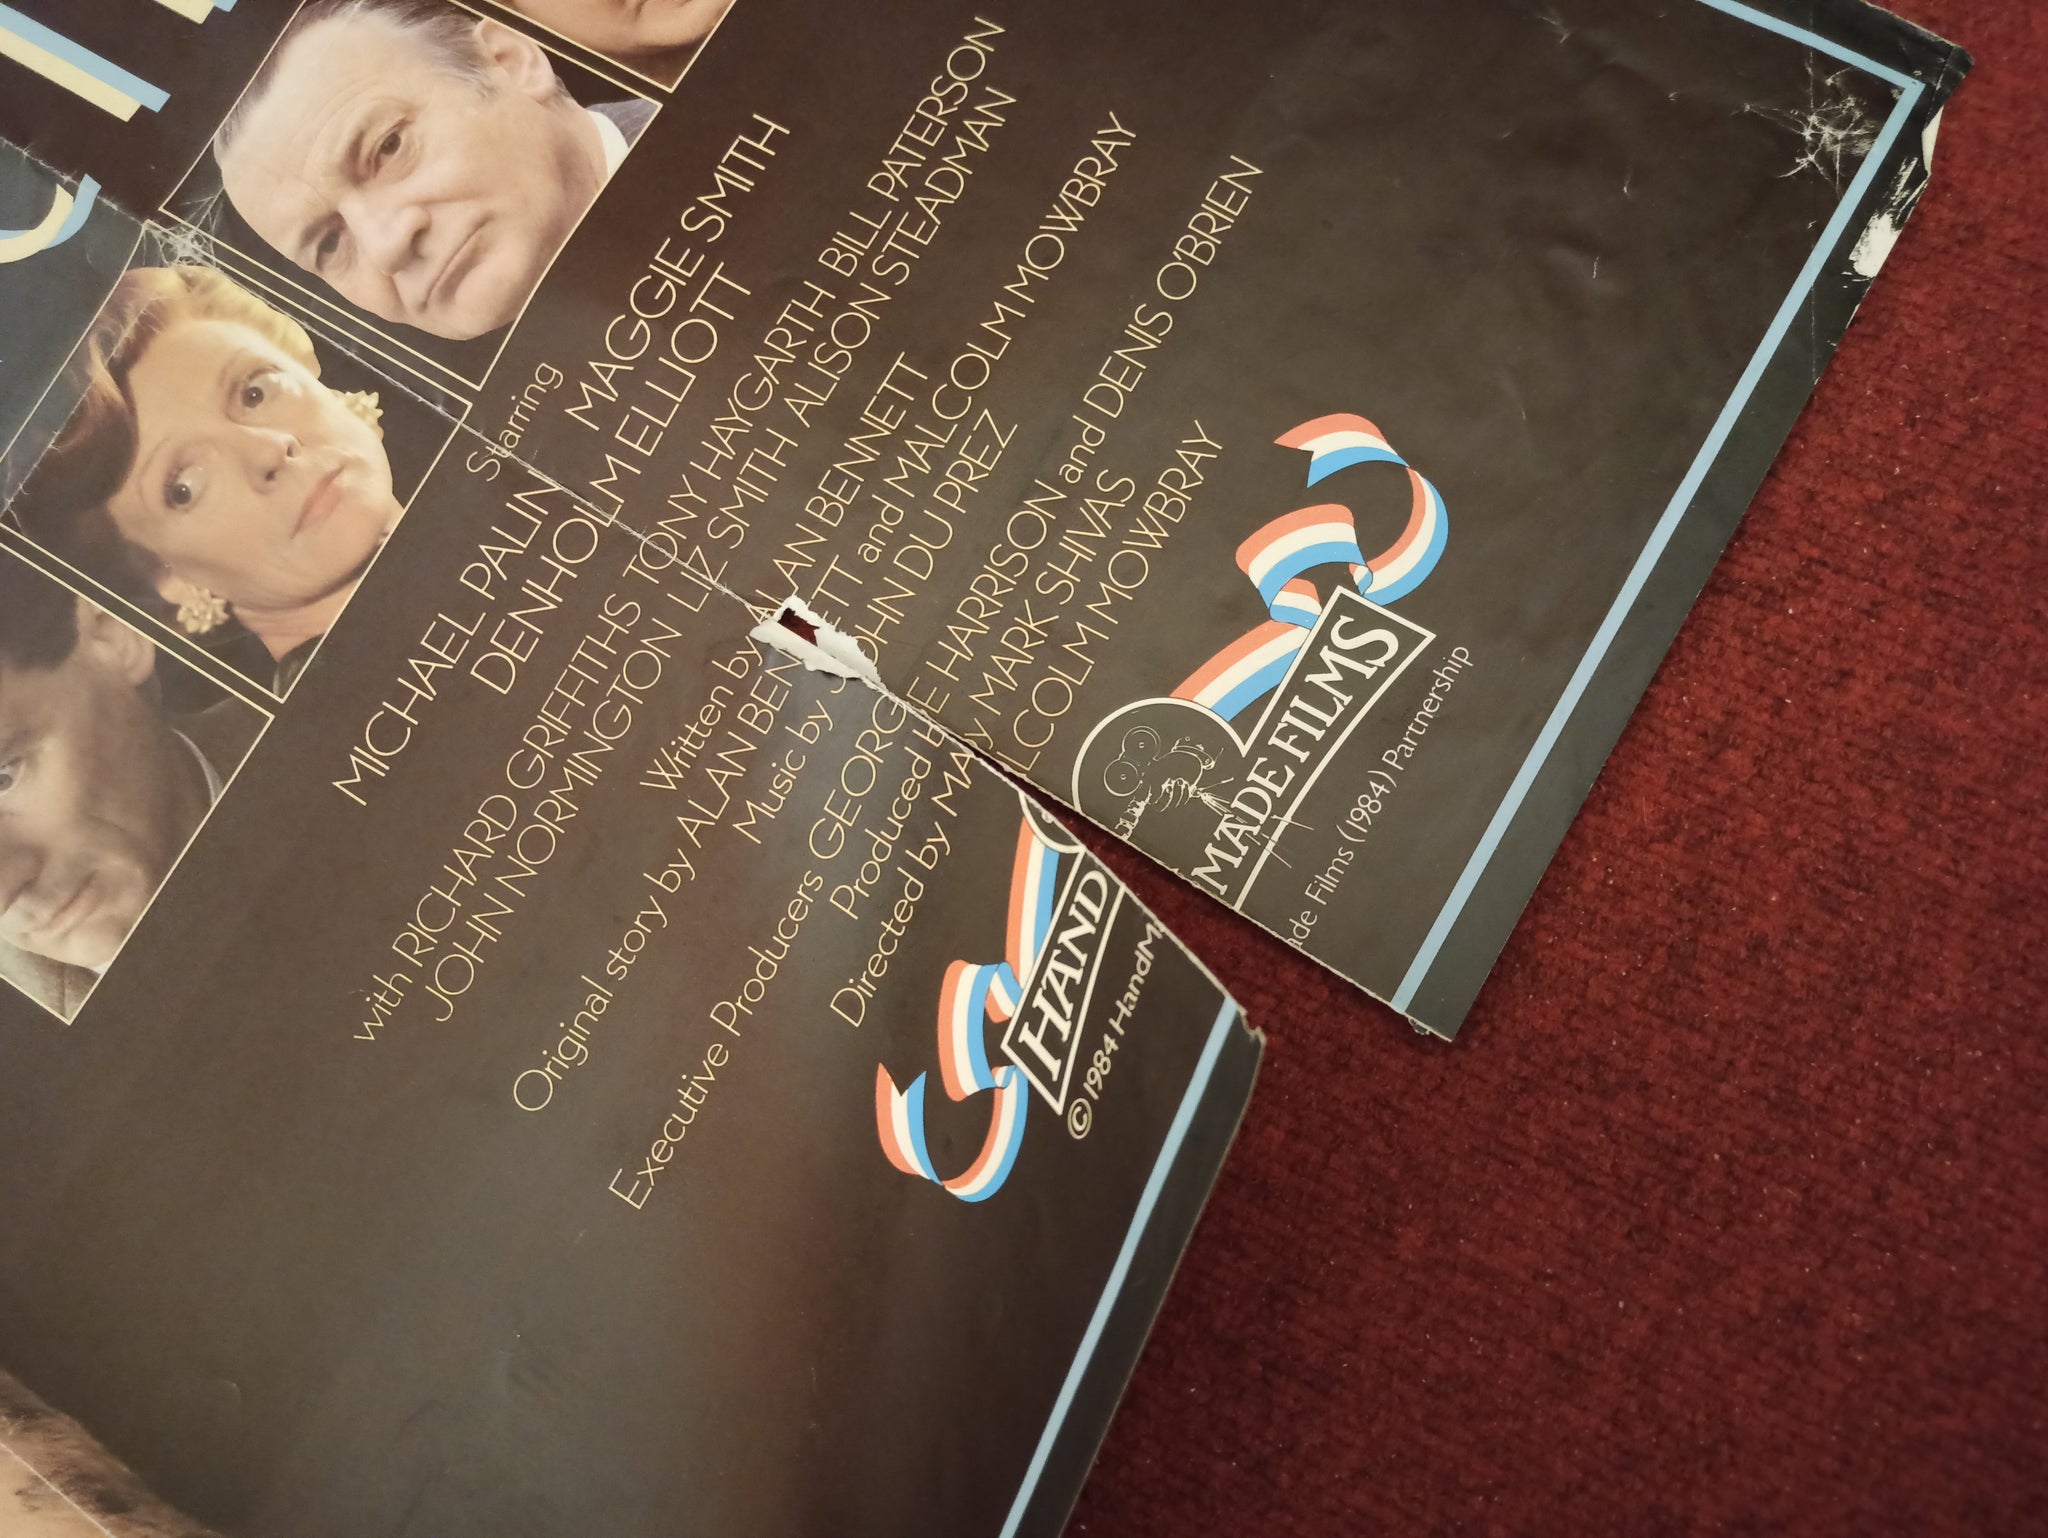 Starring
MICHAEL PALIN MAGGIE SMITH
DENHOLM ELLIOTT
with RICHARD GRIFFITHS TONY HAYGARTH BILL PATERSON
JOHN NORMINGTON LIZ SMITH ALISON STEADMAN
Written by ALAN BENNETT
Original story by ALAN BENNETT and MALCOLM MOWBRAY
Music by JOHN DU PREZ
Executive Producers GEORGE HARRISON and DENIS O'BRIEN
Produced by MARK SHIVAS
Directed by MALCOLM MOWBRAY
HANDMADE FILMS
© 1984 HandMade Films (1984) Partnership